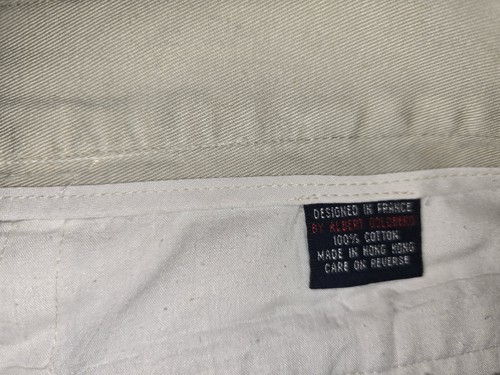 DESIGNED IN FRANCE
BY ALBERT GOLDBERG
100% COTTON
MADE IN HONG KONG
CARE ON REVERSE